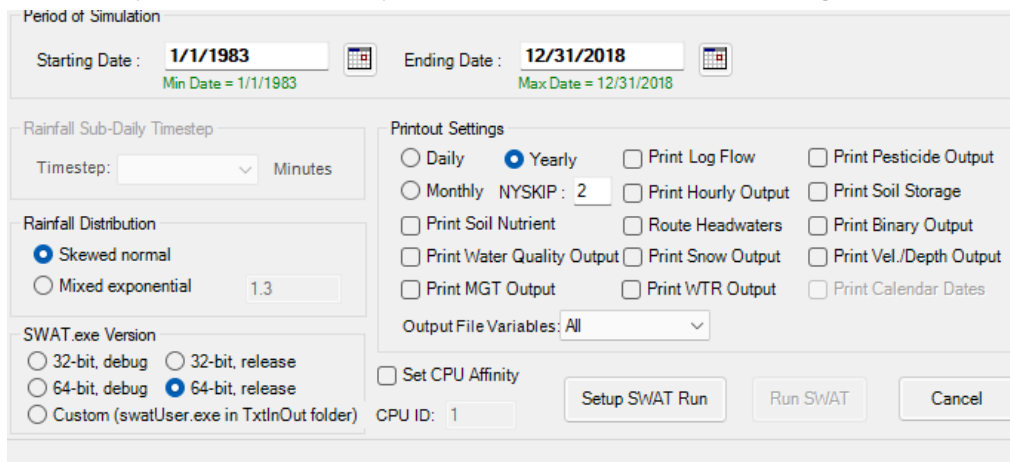 Period of Simulation
Starting Date : 1/1/1983 Ending Date : 12/31/2018
Min Date = 1/1/1983 Max Date = 12/31/2018
Rainfall Sub-Daily Timestep
Timestep: Minutes
Rainfall Distribution
Skewed normal
Mixed exponential 1.3
SWAT.exe Version
32-bit, debug 32-bit, release
64-bit, debug 64-bit, release
Custom (swatUser.exe in TxtInOut folder)
Printout Settings
Daily Yearly Print Log Flow Print Pesticide Output
Monthly NYSKIP : 2 Print Hourly Output Print Soil Storage
Print Soil Nutrient Route Headwaters Print Binary Output
Print Water Quality Output Print Snow Output Print Vel./Depth Output
Print MGT Output Print WTR Output Print Calendar Dates
Output File Variables: All
Set CPU Affinity
CPU ID: 1
Setup SWAT Run Run SWAT Cancel